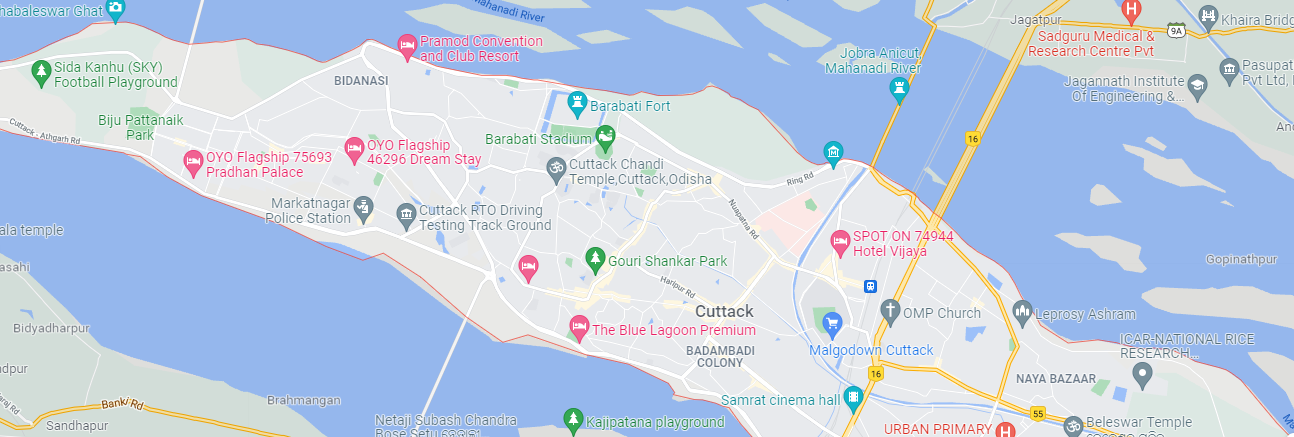 habaleswar Ghat
Mahanadi River
Jagatpur
Khaira Bridg
9A
Sadguru Medical &
Research Centre Pvt
Pramod Convention
and Club Resort
Jobra Anicut,
Mahanadi River
Sida Kanhu (SKY)
Football Playground
BIDANASI
Pasupat
Pvt Ltd, I
Jagannath Institute
Of Engineering &...
Barabati Fort
Biju Pattanaik
Park
Cuttack - Athgarh Rd
Barabati Stadium
16
OYO Flagship
46296 Dream Stay
OYO Flagship 75693
Pradhan Palace
Cuttack Chandi
Temple,Cuttack,Odisha
Ring Rd
Markatnagar
Police Station
Cuttack RTO Driving
Testing Track Ground
Nuapatna Rd
ala temple
SPOT ON 74944
Hotel Vijaya
Gouri Shankar Park
Gopinathpur
asahi
Haripur Rd
Cuttack
OMP Church
Leprosy Ashram
Bidyadharpur
The Blue Lagoon Premium
Malgodown Cuttack
ICAR-NATIONAL RICE
RESEARCH...
BADAMBADI
COLONY
16
NAYA BAZAAR
ndpur
Brahmangan
Banki Rd
Samrat cinema hall
55
Sandhapur
Netaji Subash Chandra
Kajipatana playground
Beleswar Temple
URBAN PRIMARY